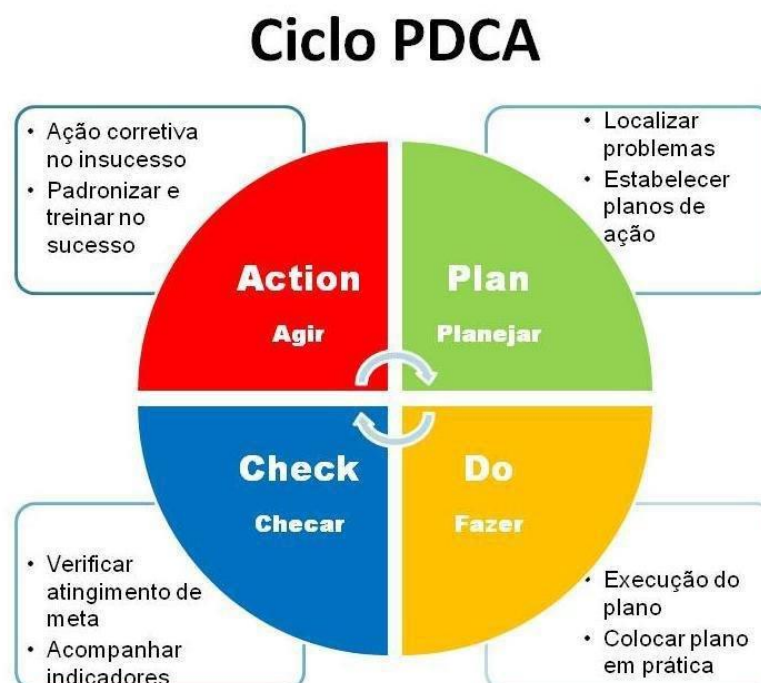 Ciclo PDCA
• Ação corretiva
no insucesso
• Padronizar e
treinar no
sucesso
• Localizar
problemas
• Estabelecer
planos de
ação
Action
Agir
Plan
Planejar
Check
Checar
Do
Fazer
• Verificar
atingimento de
meta
• Acompanhar
indicadores
• Execução do
plano
• Colocar plano
em prática